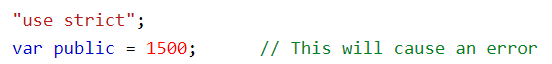 "use strict";
var public = 1500;      // This will cause an error